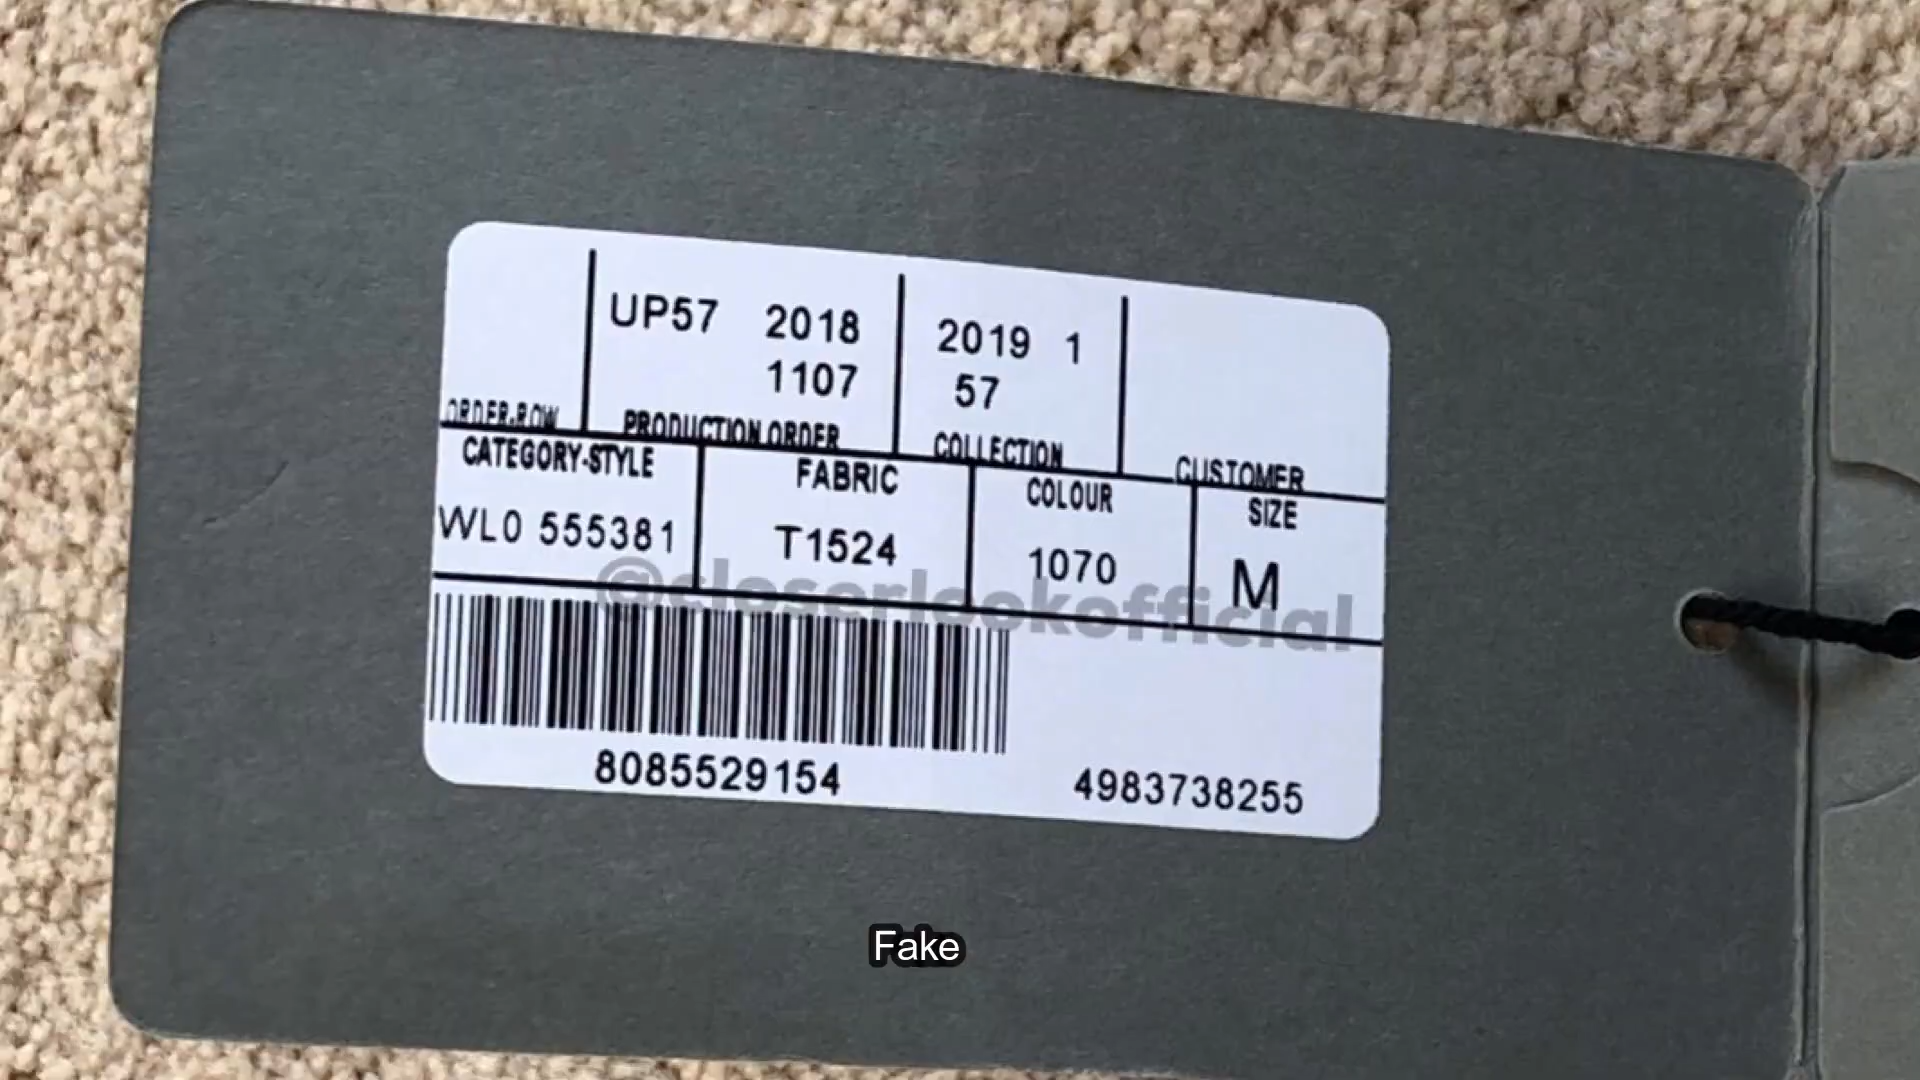 UP57 2018
1107
2019 1
57
ORDER-ROW
PRODUCTION ORDER
COLLECTION
CUSTOMER
CATEGORY-STYLE
FABRIC
COLOUR
SIZE
WL0 555381
T1524
1070
M
@closerlookofficial
8085529154
4983738255
Fake